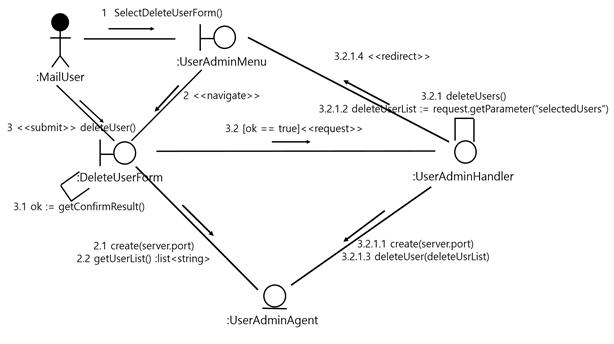 1 SelectDeleteUserForm()
:MailUser
:UserAdminMenu
3.2.1.4 <<redirect>>
2 <<navigate>>
3.2.1 deleteUsers()
3.2.1.2 deleteUserList := request.getParameter("selectedUsers")
3 <<submit>> deleteUser()
3.2 [ok == true]<<request>>
:DeleteUserForm
:UserAdminHandler
3.1 ok := getConfirmResult()
2.1 create(server.port)
2.2 getUserList() :list<string>
3.2.1.1 create(server.port)
3.2.1.3 deleteUser(deleteUsrList)
:UserAdminAgent